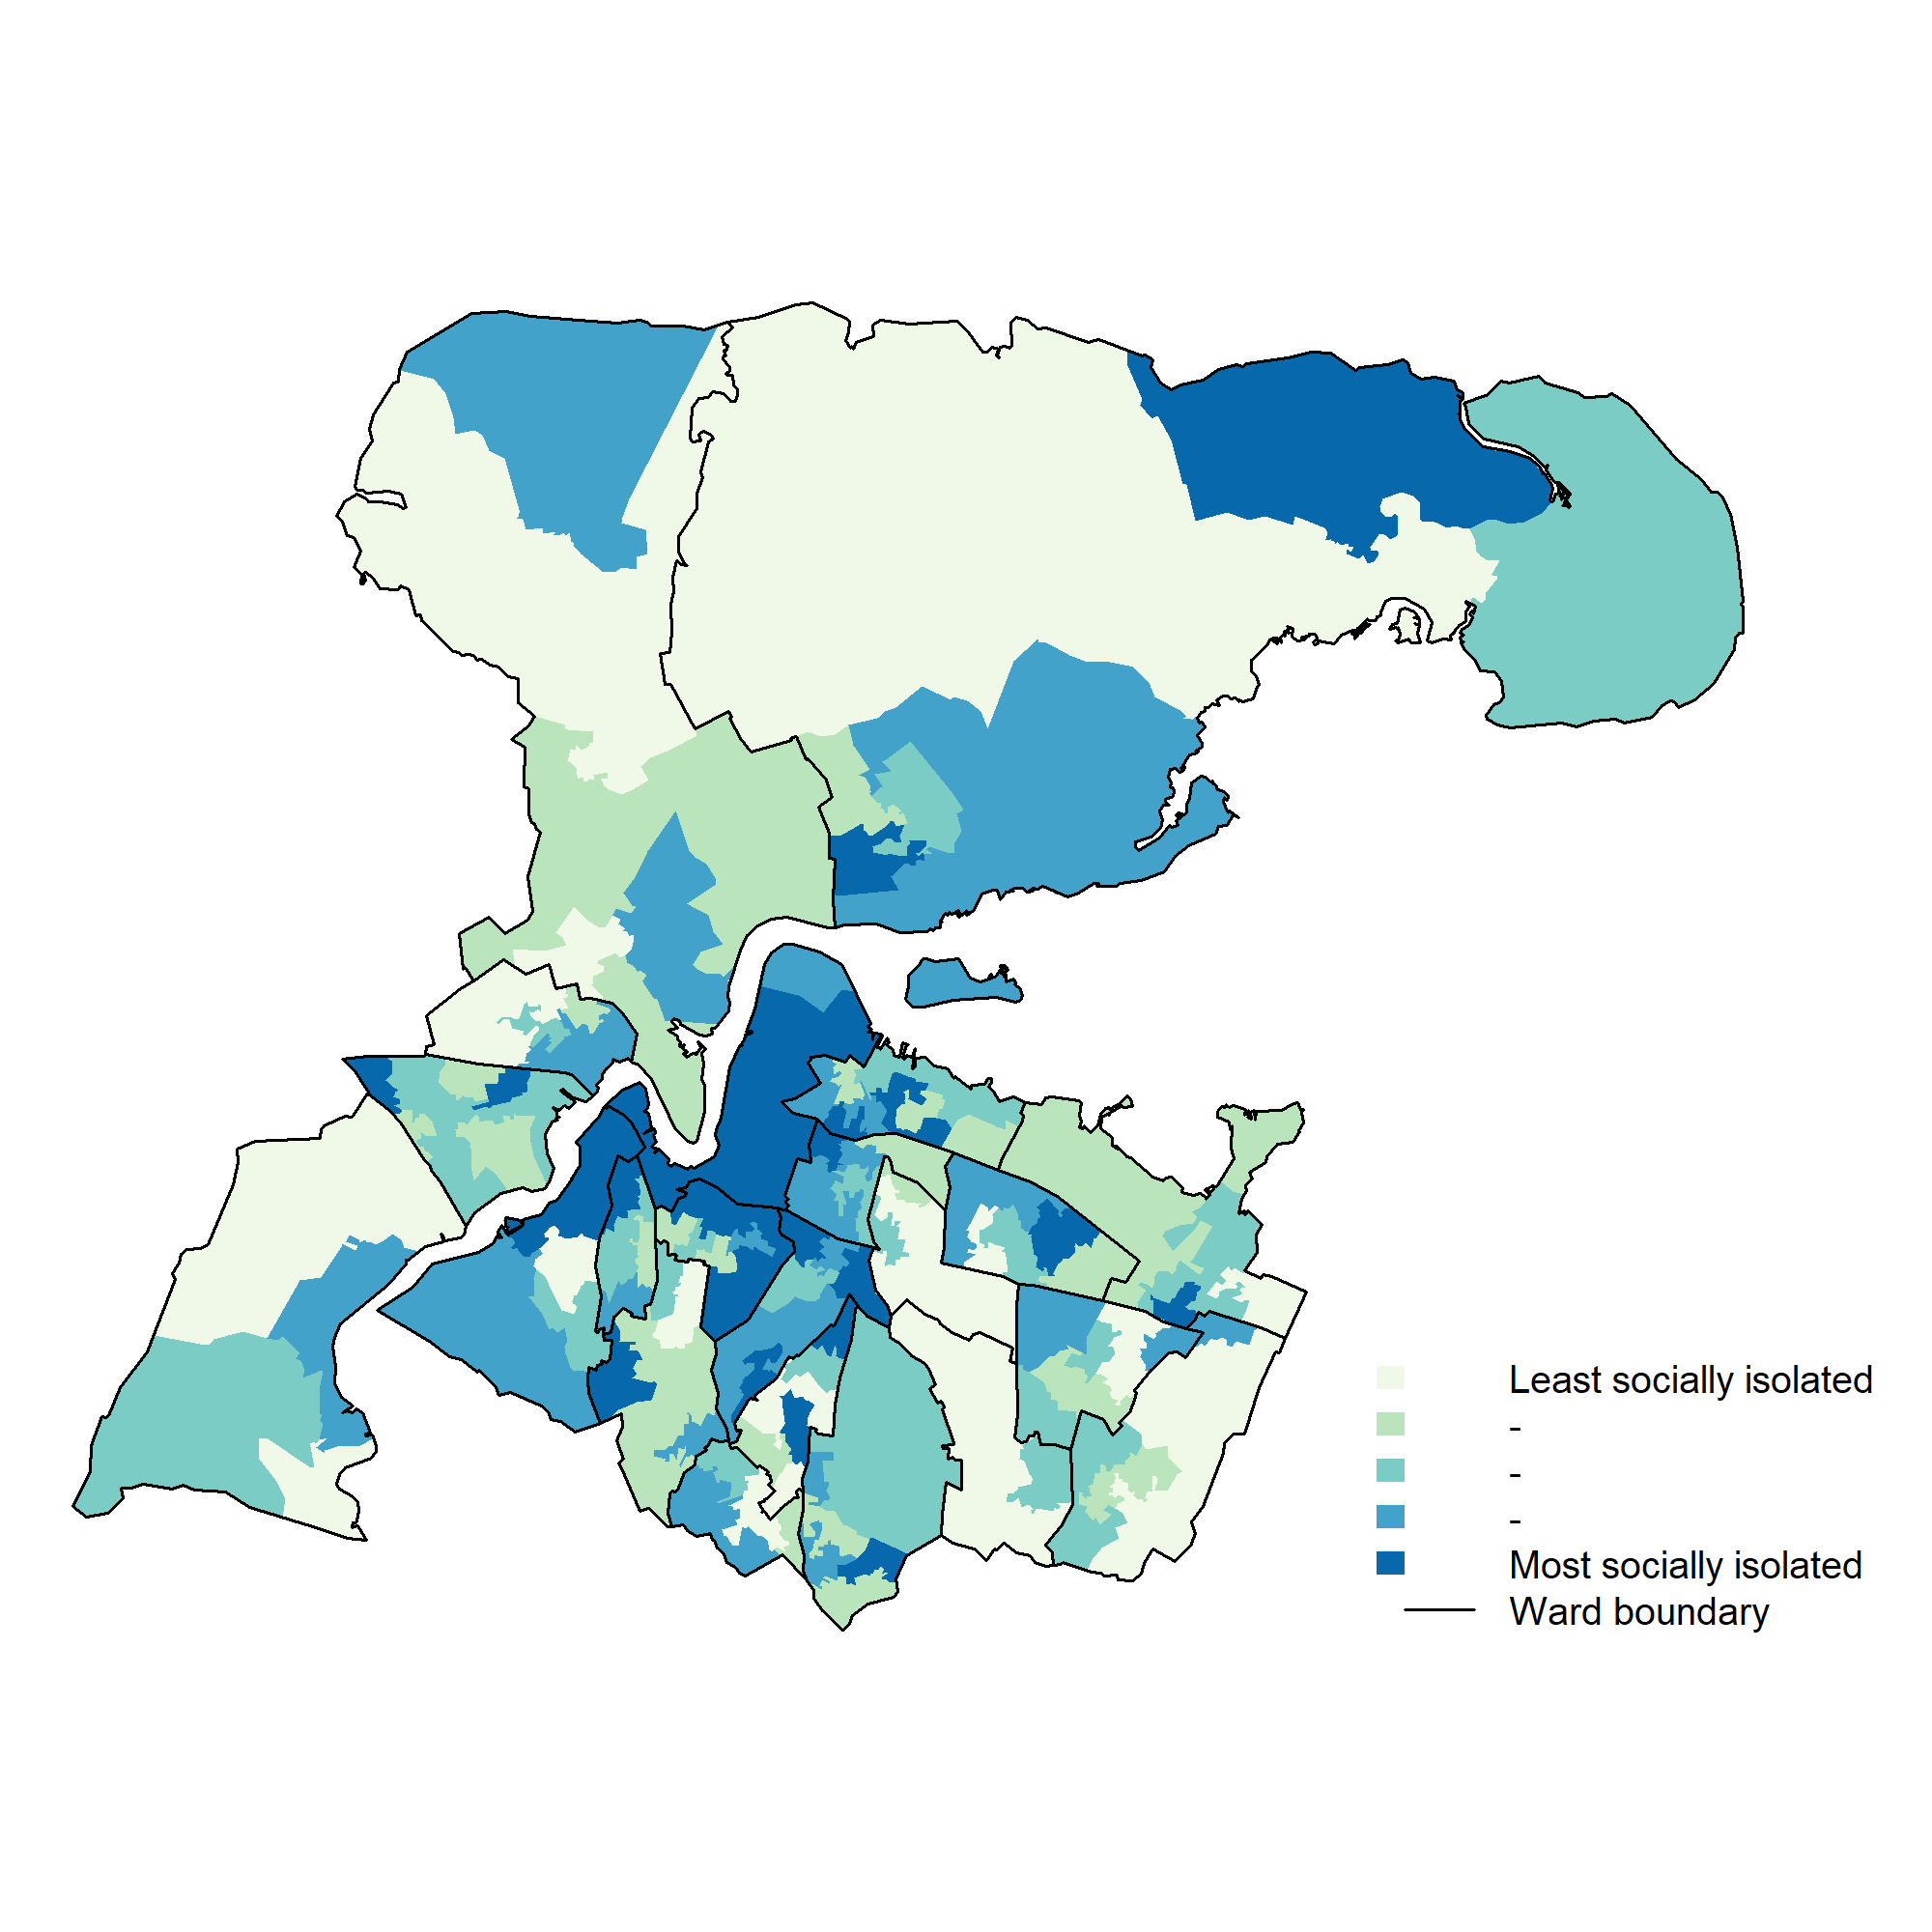 Least socially isolated
-
-
-
Most socially isolated
Ward boundary